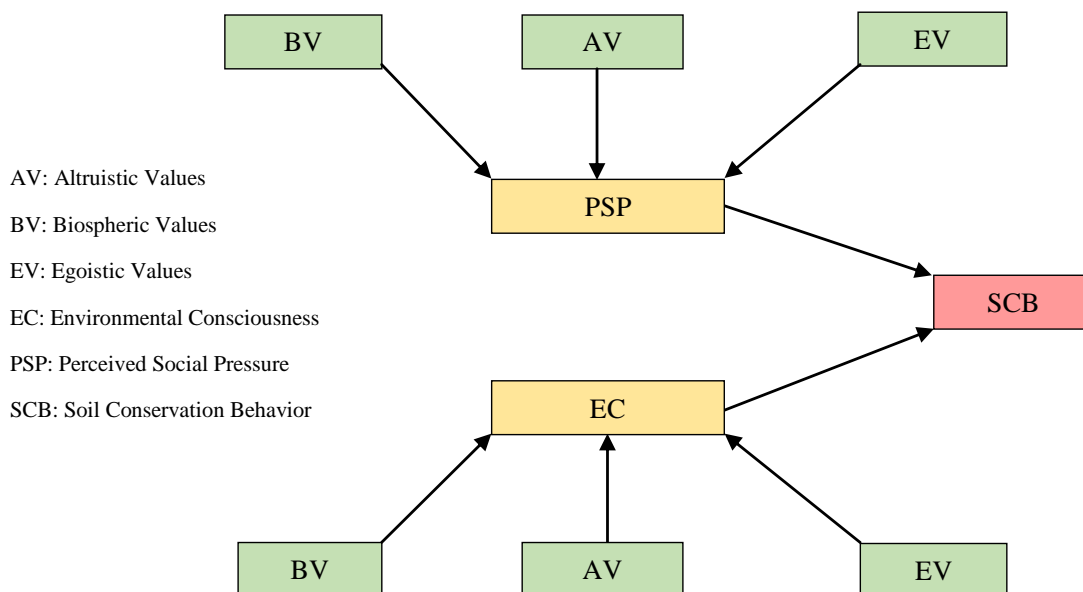 BV
AV
EV
AV: Altruistic Values
BV: Biospheric Values
EV: Egoistic Values
EC: Environmental Consciousness
PSP: Perceived Social Pressure
SCB: Soil Conservation Behavior
PSP
SCB
EC
BV
AV
EV